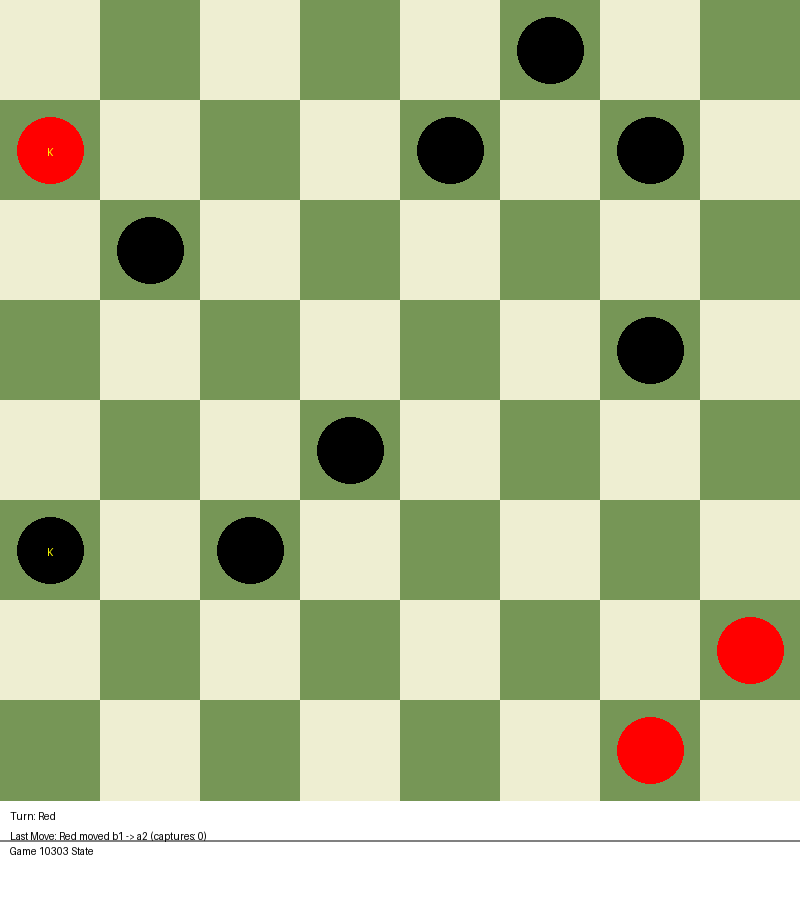 K
K
Turn: Red
Last Move: Red moved b1 -> a2 (captures: 0)
Game 10303 State